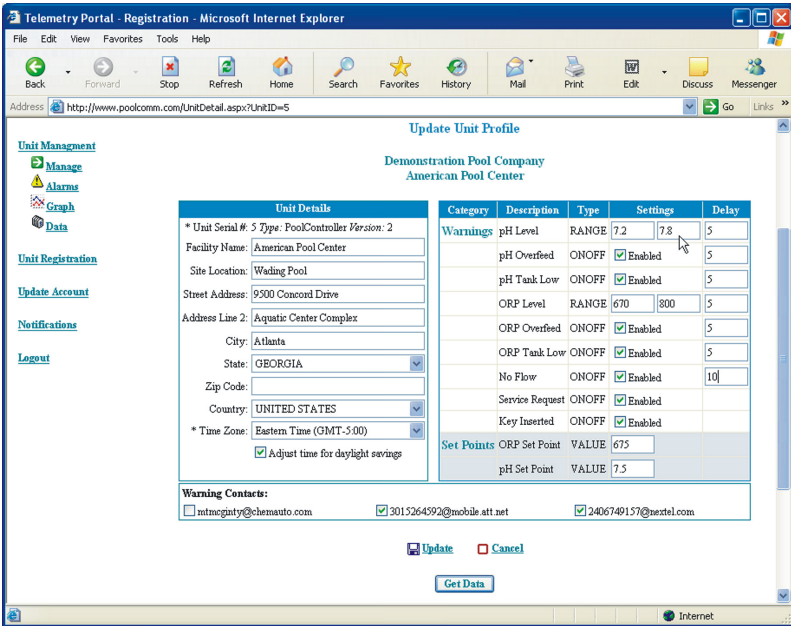 Telemetry Portal - Registration - Microsoft Internet Explorer
File Edit View Favorites Tools Help
Back Forward Stop Refresh Home Search Favorites History Mail Print Edit Discuss Messenger
Address http://www.poolcomm.com/UnitDetail.aspx?UnitID=5 Go Links »
Update Unit Profile
Demonstration Pool Company
American Pool Center
Unit Managment
Manage
Alarms
Graph
Data
Unit Registration
Update Account
Notifications
Logout
Unit Details
* Unit Serial #: 5 Type: PoolController Version: 2
Facility Name: American Pool Center
Site Location: Wading Pool
Street Address: 9500 Concord Drive
Address Line 2: Aquatic Center Complex
City: Atlanta
State: GEORGIA
Zip Code:
Country: UNITED STATES
* Time Zone: Eastern Time (GMT-5:00)
Adjust time for daylight savings
Category Description Type Settings Delay
Warnings pH Level RANGE 7.2 7.8 5
pH Overfeed ONOFF Enabled 5
pH Tank Low ONOFF Enabled 5
ORP Level RANGE 670 800 5
ORP Overfeed ONOFF Enabled 5
ORP Tank Low ONOFF Enabled 5
No Flow ONOFF Enabled 10
Service Request ONOFF Enabled
Key Inserted ONOFF Enabled
Set Points ORP Set Point VALUE 675
pH Set Point VALUE 7.5
Warning Contacts:
mtmcginty@chemauto.com 3015264592@mobile.att.net 2406749157@nextel.com
Update Cancel
Get Data
Internet